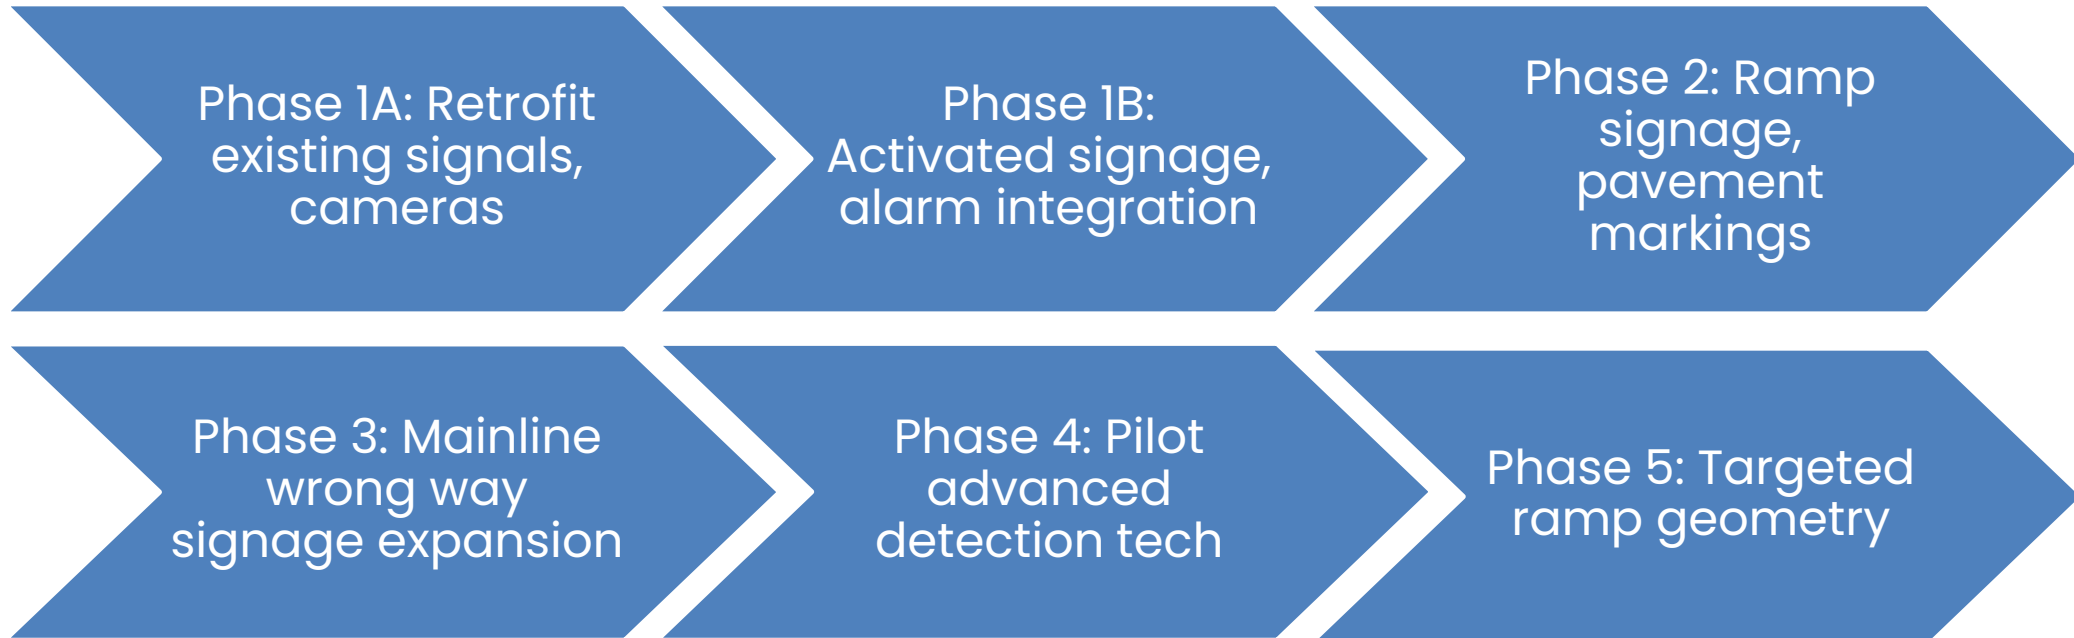 Phase 1A: Retrofit
existing signals,
cameras
Phase 1B:
Activated signage,
alarm integration
Phase 2: Ramp
signage,
pavement
markings
Phase 3: Mainline
wrong way
signage expansion
Phase 4: Pilot
advanced
detection tech
Phase 5: Targeted
ramp geometry